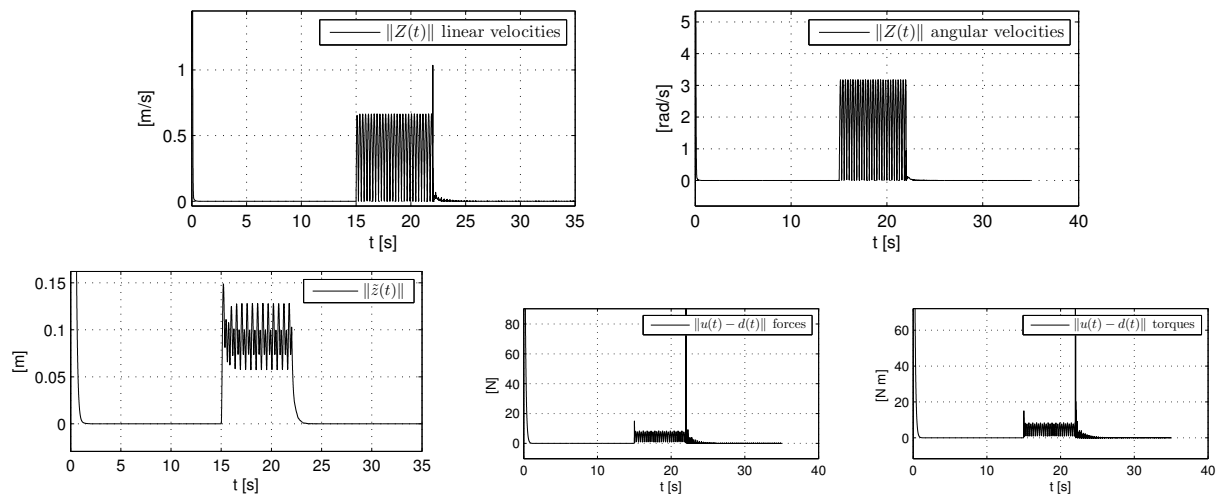 ‖Z(t)‖ linear velocities
1
0.5
0
[m/s]
0 5 10 15 20 25 30 35
t [s]
‖Z(t)‖ angular velocities
5
4
3
2
1
0
[rad/s]
0 10 20 30 40
t [s]
‖z̃(t)‖
0.15
0.1
0.05
0
[m]
0 5 10 15 20 25 30 35
t [s]
‖u(t) − d(t)‖ forces
80
60
40
20
0
[N]
0 10 20 30 40
t [s]
‖u(t) − d(t)‖ torques
60
40
20
0
[N m]
0 10 20 30 40
t [s]